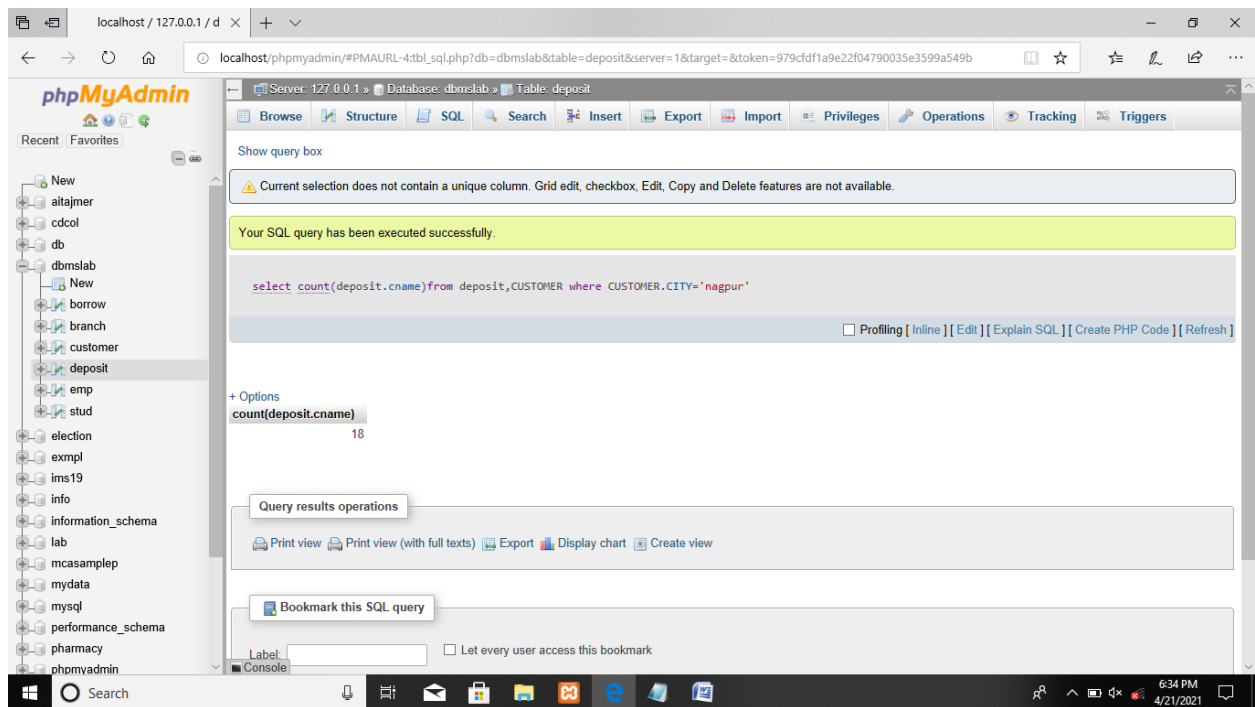 localhost / 127.0.0.1 / d
localhost/phpmyadmin/#PMAURL-4:tbl_sql.php?db=dbmslab&table=deposit&server=1&target=&token=979cfdf1a9e22f04790035e3599a549b
phpMyAdmin
Recent Favorites
New
aitajmer
cdcol
db
dbmslab
New
borrow
branch
customer
deposit
emp
stud
election
exmpl
ims19
info
information_schema
lab
mcasamplep
mydata
mysql
performance_schema
pharmacy
phpmyadmin
Server: 127.0.0.1 » Database: dbmslab » Table: deposit
Browse Structure SQL Search Insert Export Import Privileges Operations Tracking Triggers
Show query box
Current selection does not contain a unique column. Grid edit, checkbox, Edit, Copy and Delete features are not available.
Your SQL query has been executed successfully.
select count(deposit.cname)from deposit,CUSTOMER where CUSTOMER.CITY='nagpur'
Profiling [ Inline ] [ Edit ] [ Explain SQL ] [ Create PHP Code ] [ Refresh ]
+ Options
count(deposit.cname)
18
Query results operations
Print view Print view (with full texts) Export Display chart Create view
Bookmark this SQL query
Label: Let every user access this bookmark
Console
Search
6:34 PM
4/21/2021